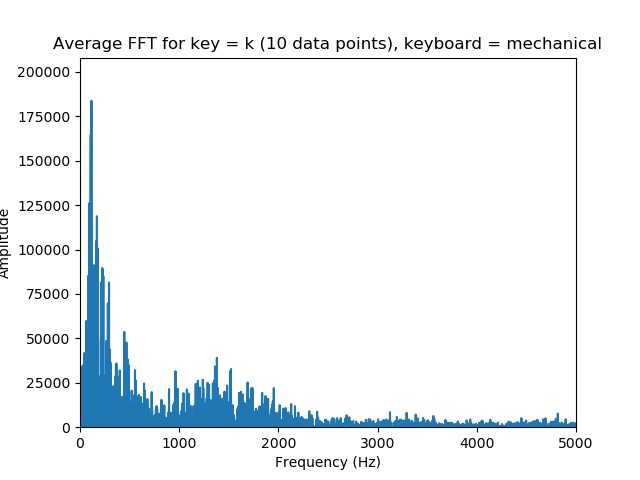 Average FFT for key = k (10 data points), keyboard = mechanical
200000
175000
150000
125000
100000
75000
50000
25000
0
Amplitude
0 1000 2000 3000 4000 5000
Frequency (Hz)